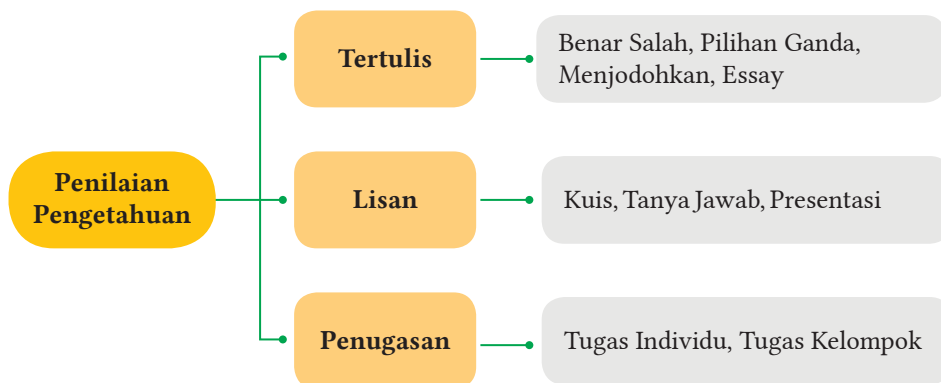 Penilaian
Pengetahuan
Tertulis
Benar Salah, Pilihan Ganda,
Menjodohkan, Essay
Lisan
Kuis, Tanya Jawab, Presentasi
Penugasan
Tugas Individu, Tugas Kelompok